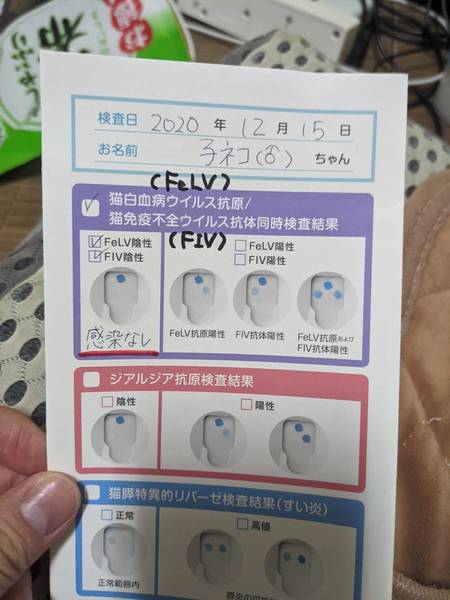 お徳
検査日 2020 年 12 月 15 日
お名前 子ネコ(♂) ちゃん
(FeLV)
猫白血病ウイルス抗原/
猫免疫不全ウイルス抗体同時検査結果
(FIV)
FeLV陰性
FIV陰性
FeLV陽性
FIV陽性
感染なし
FeLV抗原陽性
FIV抗体陽性
FeLV抗原および
FIV抗体陽性
ジアルジア抗原検査結果
陰性
陽性
猫膵特異的リパーゼ検査結果(すい炎)
正常
高値
正常範囲内
膵炎の可能